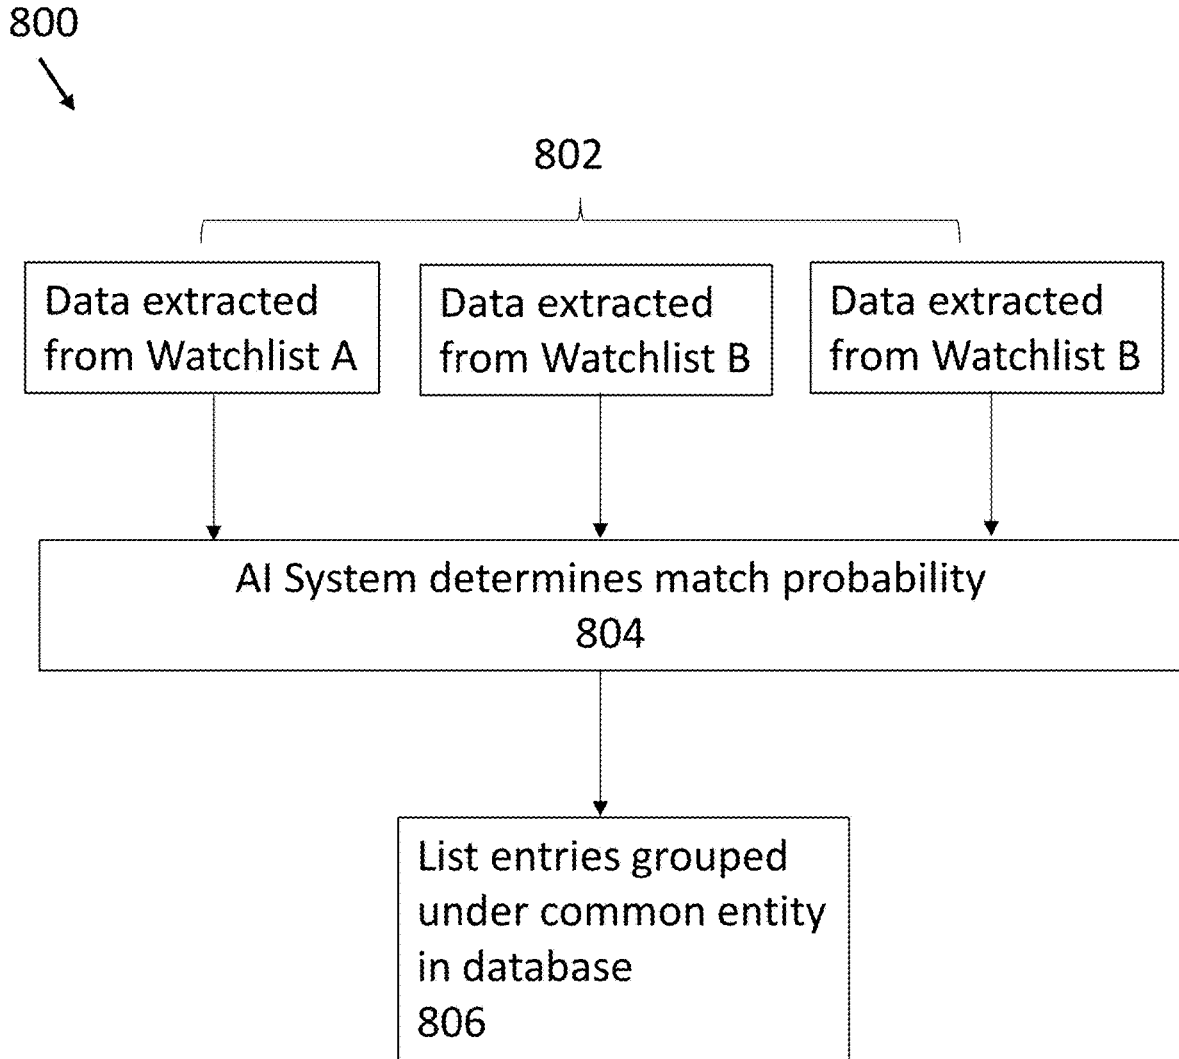 800
802
Data extracted
from Watchlist A
Data extracted
from Watchlist B
Data extracted
from Watchlist B
AI System determines match probability
804
List entries grouped
under common entity
in database
806